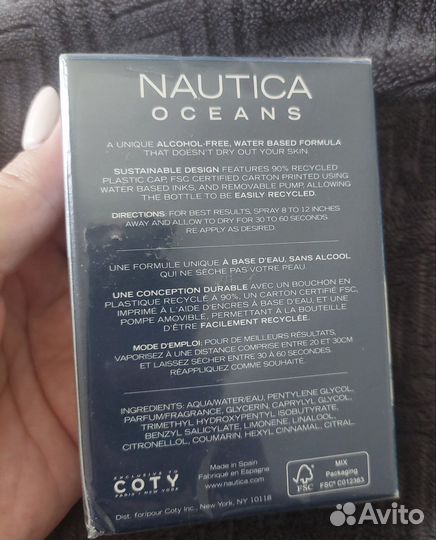 NAUTICA
OCEANS
A UNIQUE ALCOHOL-FREE, WATER BASED FORMULA
THAT DOESN'T DRY OUT YOUR SKIN.
SUSTAINABLE DESIGN FEATURES 90% RECYCLED
PLASTIC CAP, FSC CERTIFIED CARTON PRINTED USING
WATER BASED INKS, AND REMOVABLE PUMP, ALLOWING
THE BOTTLE TO BE EASILY RECYCLED.
DIRECTIONS: FOR BEST RESULTS, SPRAY 8 TO 12 INCHES
AWAY AND ALLOW TO DRY FOR 30 TO 60 SECONDS.
RE APPLY AS DESIRED.
UNE FORMULE UNIQUE À BASE D'EAU, SANS ALCOOL
QUI NE SÈCHE PAS VOTRE PEAU.
UNE CONCEPTION DURABLE AVEC UN BOUCHON EN
PLASTIQUE RECYCLÉ À 90%, UN CARTON CERTIFIÉ FSC,
IMPRIMÉ À L'AIDE D'ENCRES À BASE D'EAU, ET UNE
POMPE AMOVIBLE, PERMETTANT À LA BOUTEILLE
D'ÊTRE FACILEMENT RECYCLÉE.
MODE D'EMPLOI: POUR DE MEILLEURS RÉSULTATS,
VAPORISEZ À UNE DISTANCE COMPRISE ENTRE 20 ET 30CM
ET LAISSEZ SÉCHER ENTRE 30 À 60 SECONDES.
RÉAPPLIQUEZ COMME SOUHAITÉ.
INGREDIENTS: AQUA/WATER/EAU, PENTYLENE GLYCOL,
PARFUM/FRAGRANCE, GLYCERIN, CAPRYLYL GLYCOL,
TRIMETHYL HYDROXYPENTYL ISOBUTYRATE,
BENZYL SALICYLATE, LIMONENE, LINALOOL, CITRAL,
CITRONELLOL, COUMARIN, HEXYL CINNAMAL, CITRAL
EXCLUSIVE TO
COTY
PARIS / NEW YORK
Made in Spain
Fabriqué en Espagne
www.nautica.com
FSC
MIX
Packaging
FSC® C012363
Dist. for/pour Coty Inc., New York, NY 10118
Avito